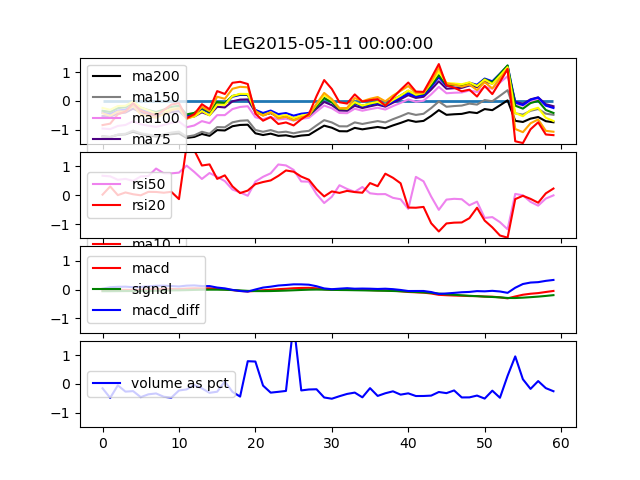 LEG2015-05-11 00:00:00
1
0
−1
ma200
ma150
ma100
ma75
1
0
−1
rsi50
rsi20
ma10
1
0
−1
macd
signal
macd_diff
1
0
−1
volume as pct
0
10
20
30
40
50
60